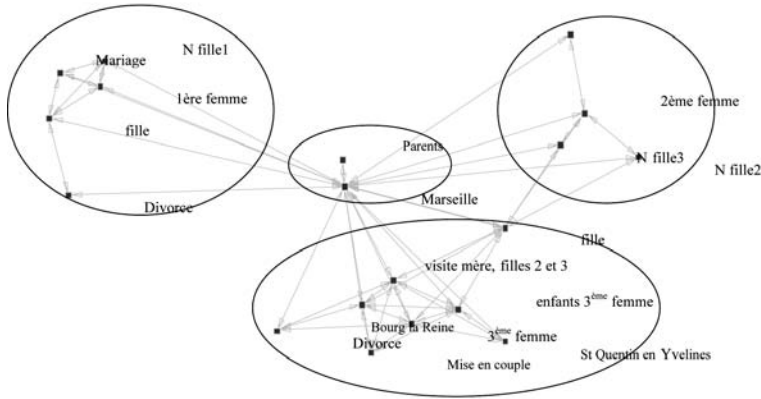 N fille1
Mariage
1ère femme
2ème femme
fille
Parents
N fille3
N fille2
Marseille
Divorce
fille
visite mère, filles 2 et 3
enfants 3ème femme
Bourg la Reine
3ème femme
Divorce
St Quentin en Yvelines
Mise en couple